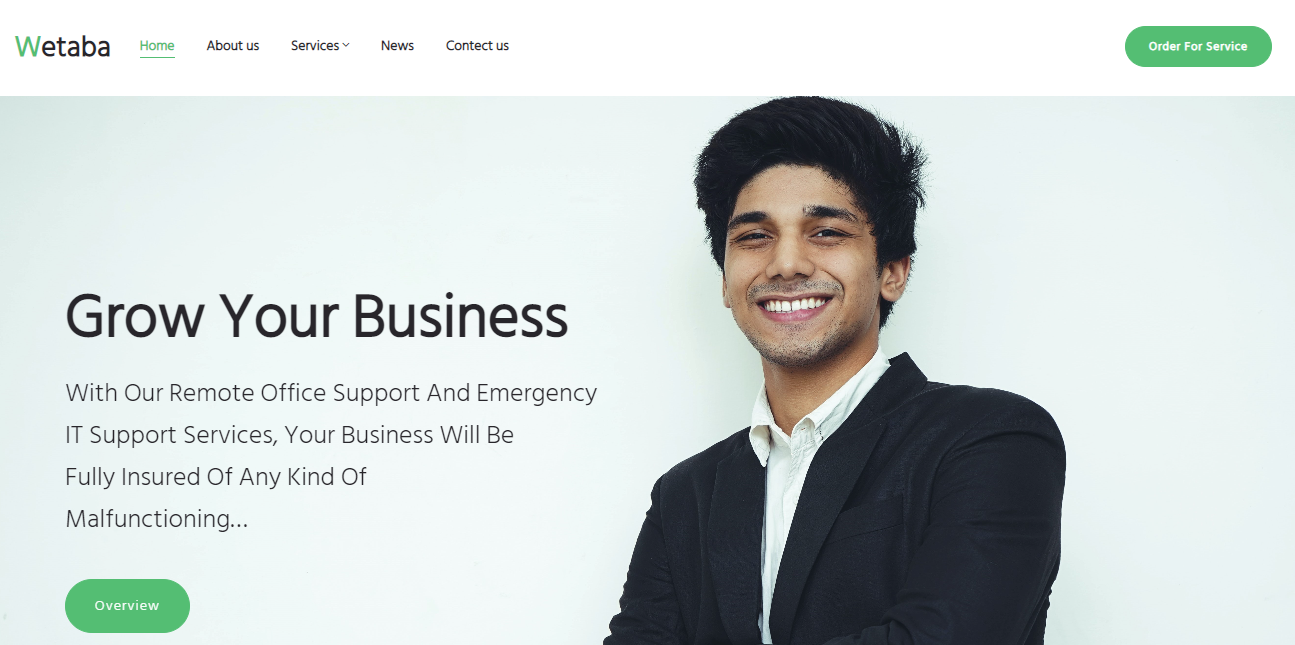 Wetaba
Home
About us
Services
News
Contact us
Order For Service
Grow Your Business
With Our Remote Office Support And Emergency
IT Support Services, Your Business Will Be
Fully Insured Of Any Kind Of
Malfunctioning...
Overview